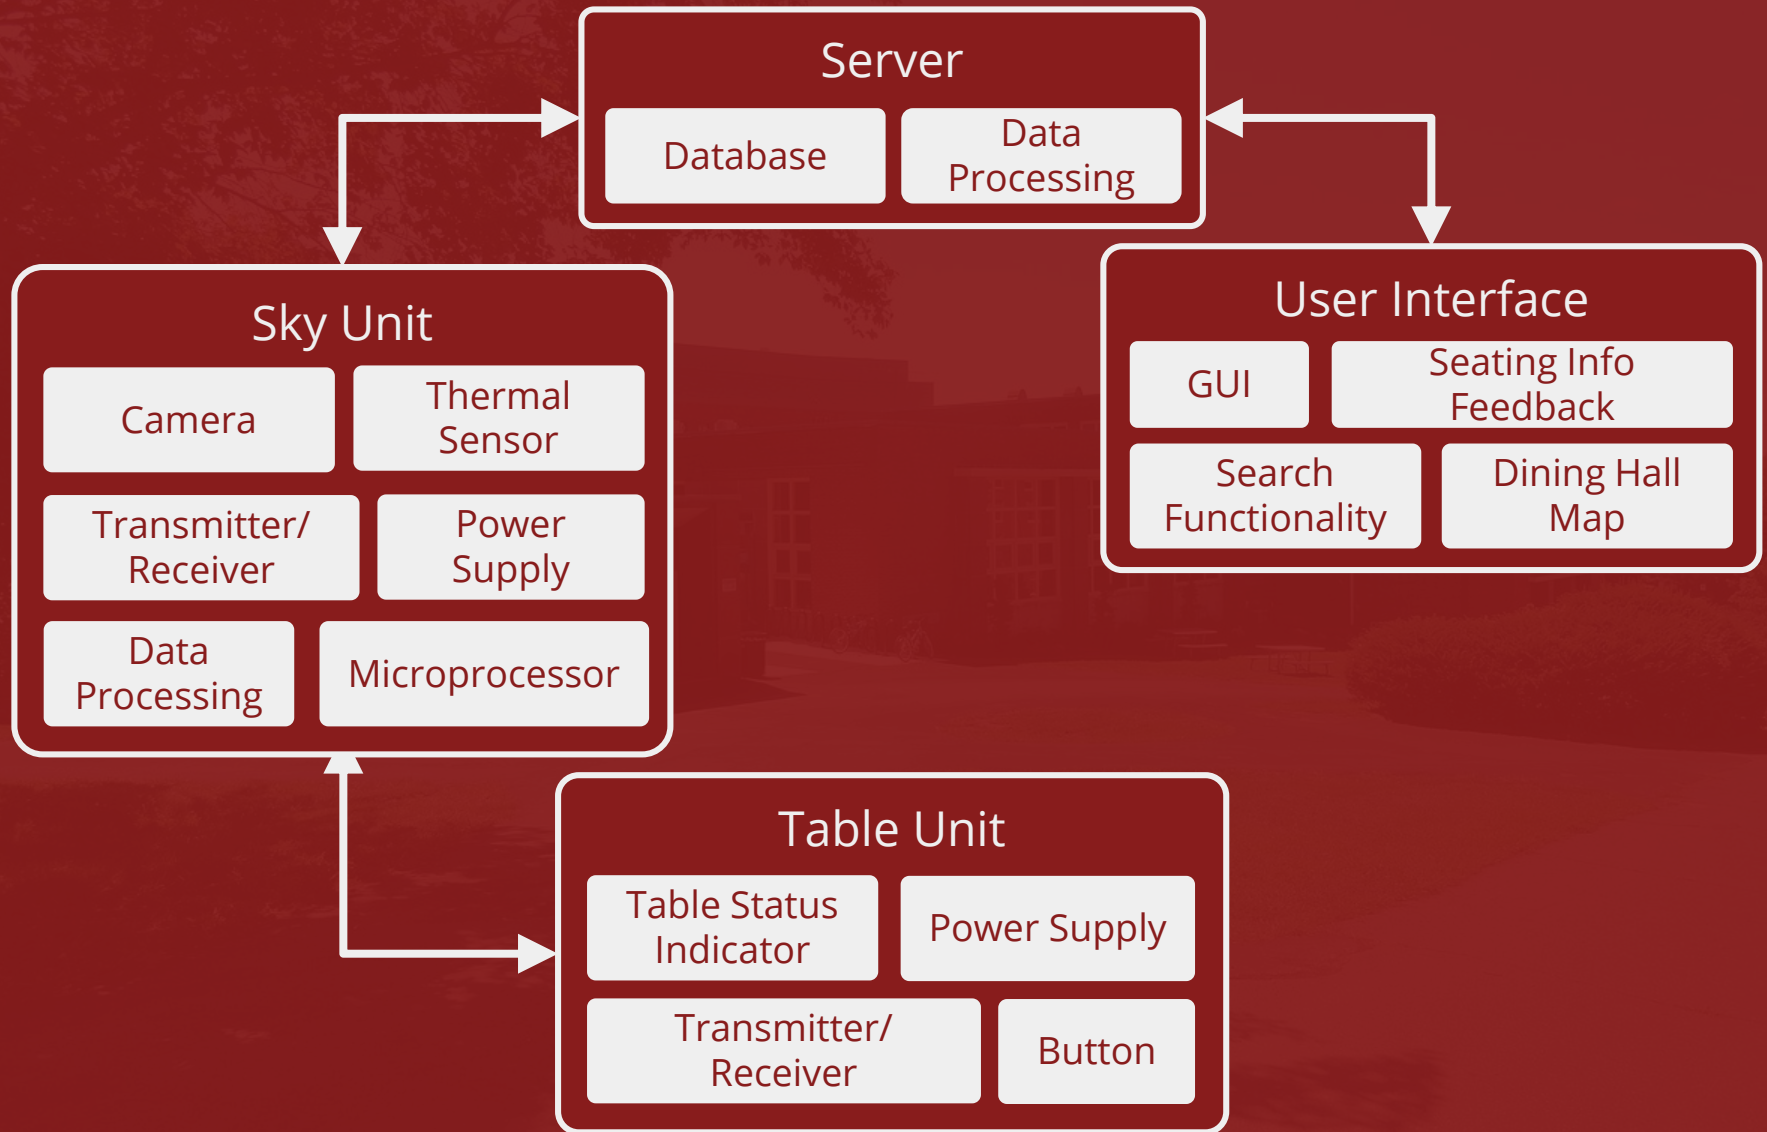 Server
Database
Data
Processing
Sky Unit
Camera
Thermal
Sensor
Transmitter/
Receiver
Power
Supply
Data
Processing
Microprocessor
User Interface
GUI
Seating Info
Feedback
Search
Functionality
Dining Hall
Map
Table Unit
Table Status
Indicator
Power Supply
Transmitter/
Receiver
Button